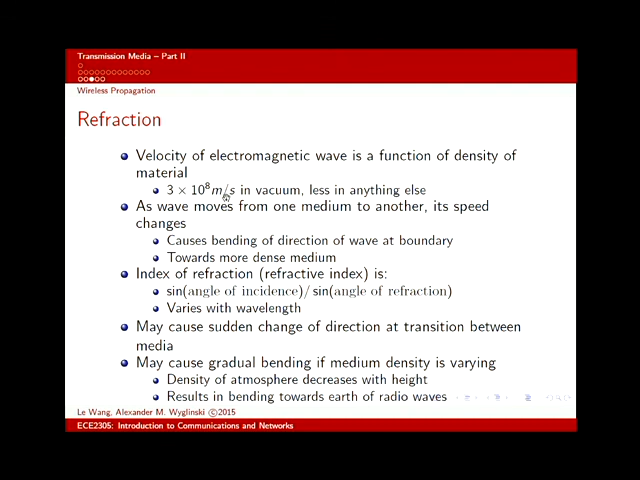 Transmission Media – Part II
Wireless Propagation
Refraction
Velocity of electromagnetic wave is a function of density of
material
3 × 10⁸m/s in vacuum, less in anything else
As wave moves from one medium to another, its speed
changes
Causes bending of direction of wave at boundary
Towards more dense medium
Index of refraction (refractive index) is:
sin(angle of incidence)/ sin(angle of refraction)
Varies with wavelength
May cause sudden change of direction at transition between
media
May cause gradual bending if medium density is varying
Density of atmosphere decreases with height
Results in bending towards earth of radio waves
Le Wang, Alexander M. Wyglinski ©2015
ECE2305: Introduction to Communications and Networks